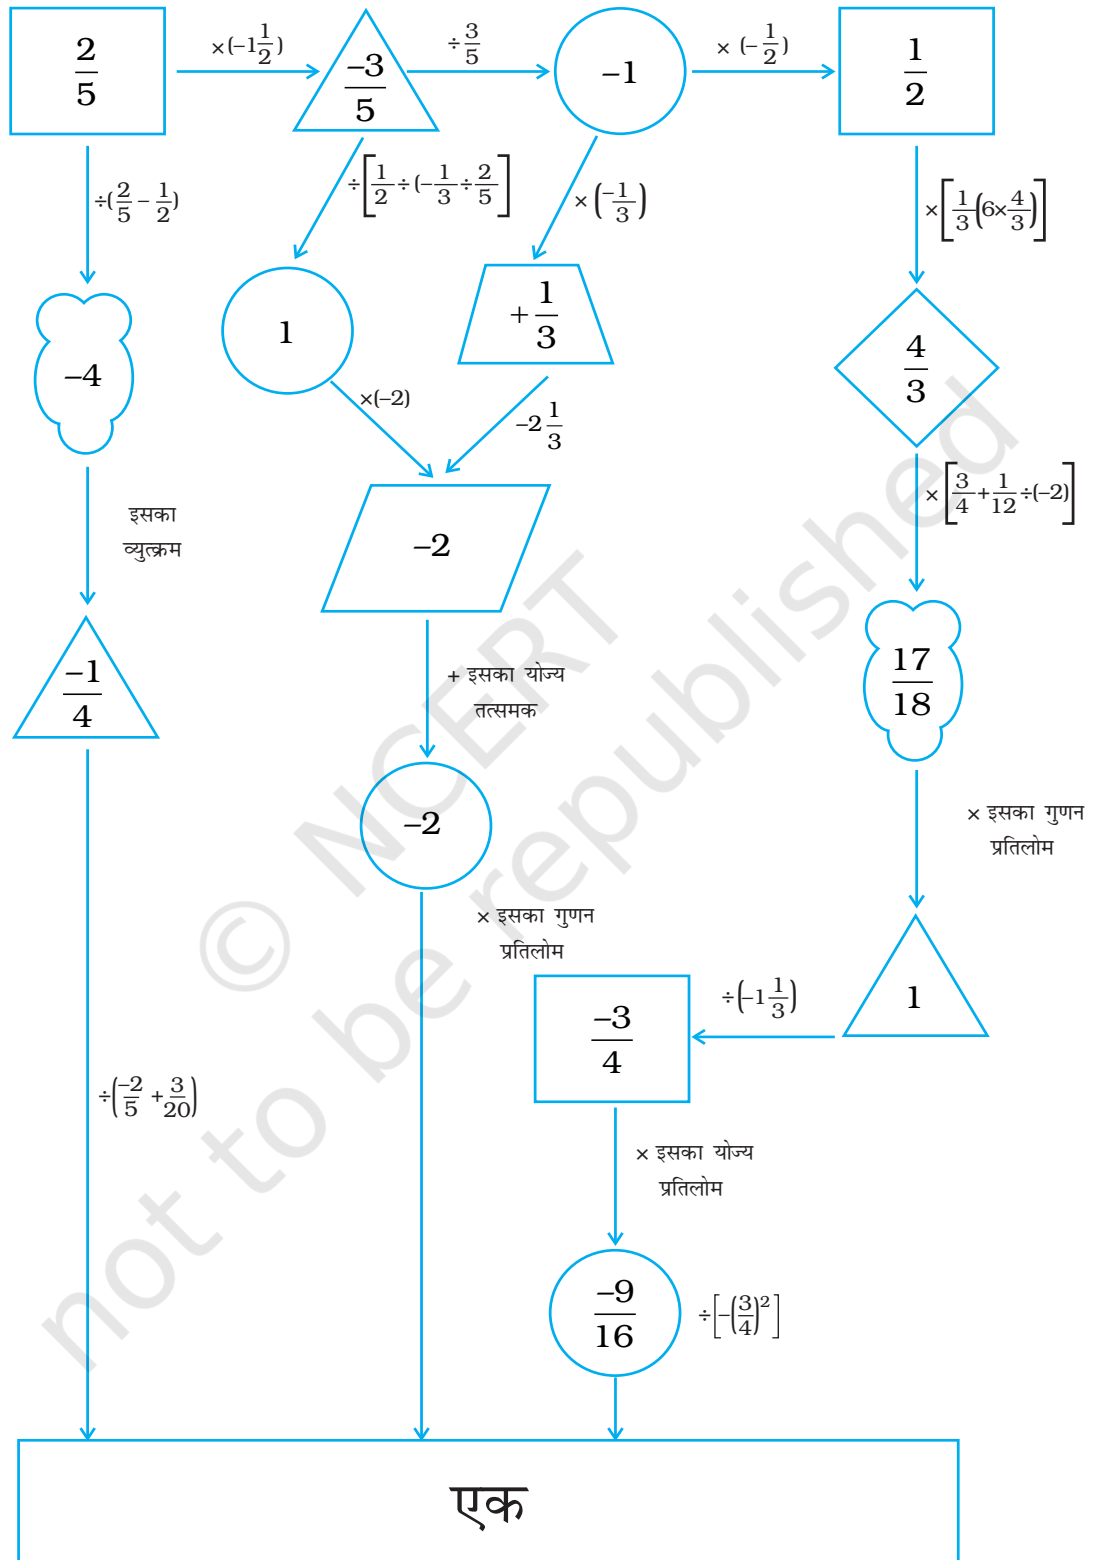 2/5 ×(–1 1/2) –3/5 ÷ 3/5 –1 × (–1/2) 1/2
÷(2/5 – 1/2) ÷[1/2 ÷(–1/3 ÷ 2/5] × (–1/3) ×[1/3(6×4/3)]
–4 1 + 1/3 4/3
×(–2) –2 1/3
×[3/4 + 1/12 ÷(–2)]
इसका
व्युत्क्रम
–2
–1/4
+ इसका योज्य
तत्समक
17/18
–2
× इसका गुणन
प्रतिलोम
× इसका गुणन
प्रतिलोम
1
÷(–1 1/3)
–3/4
÷(–2/5 + 3/20)
× इसका योज्य
प्रतिलोम
–9/16 ÷[–(3/4)²]
एक
© NCERT
not to be republished